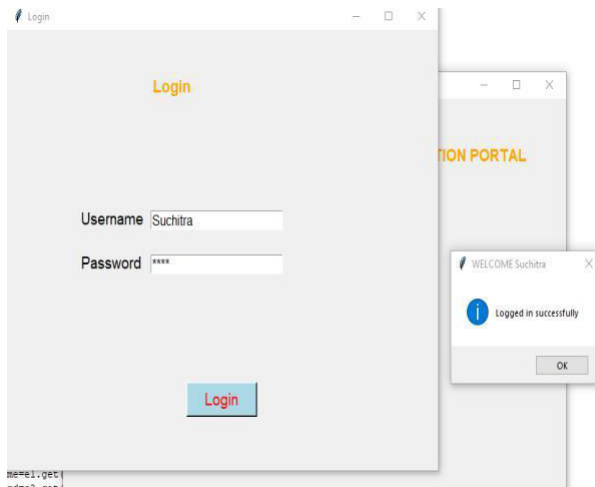 Login
Login
TION PORTAL
Username Suchitra
Password ****
WELCOME Suchitra
Logged in successfully
OK
Login
me=e1.get(